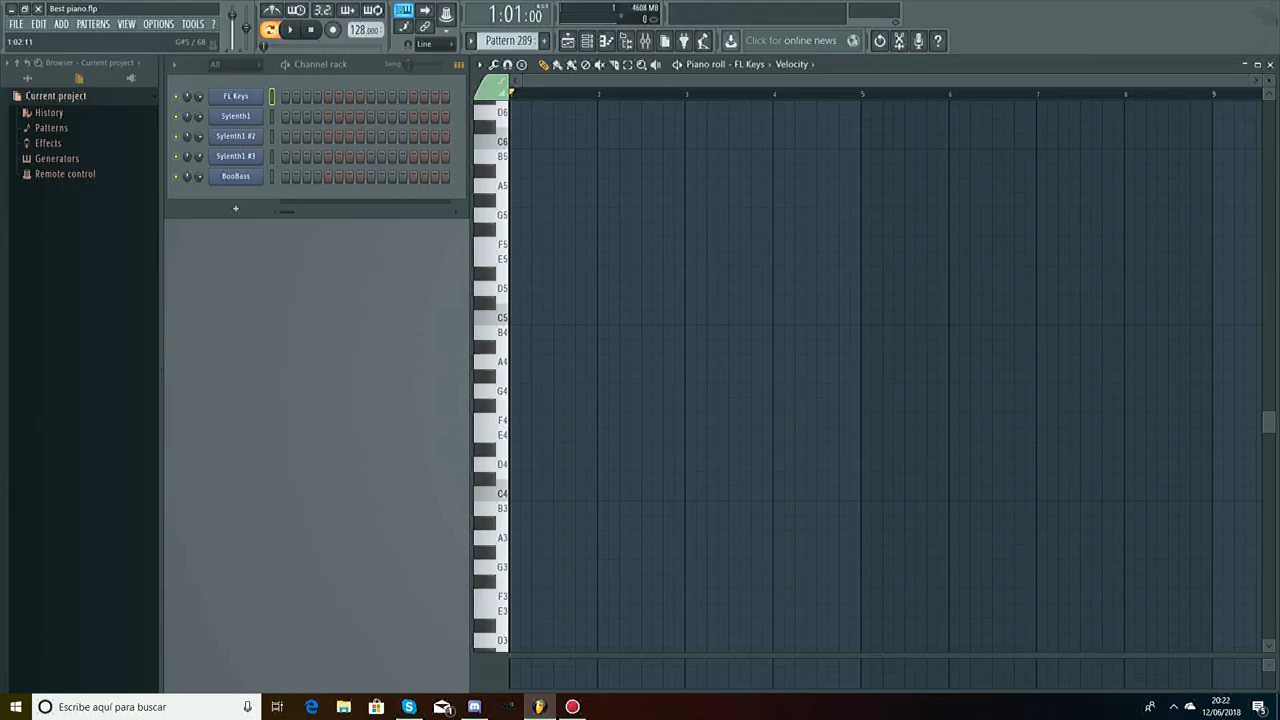 Best piano.flp
FILE EDIT ADD PATTERNS VIEW OPTIONS TOOLS ?
1:02:11 G#5 / 68
3.2.
128.000
Line
1:01:00
Pattern 289
1 4608 MB
0
Click for online news
Browser - Current project
Current project
History
Patterns
Effects
Generators
Remote control
All Channel rack Swing
FL Keys
Sylenth1
Sylenth1 #2
Sylenth1 #3
BooBass
+
Piano roll - FL Keys Velocity
2 3 4 5 6 7 8 9
D6
C6
B5
A5
G5
F5
E5
D5
C5
B4
A4
G4
F4
E4
D4
C4
B3
A3
G3
F3
E3
D3
Escribe aquí para buscar
20:22
12/06/2018